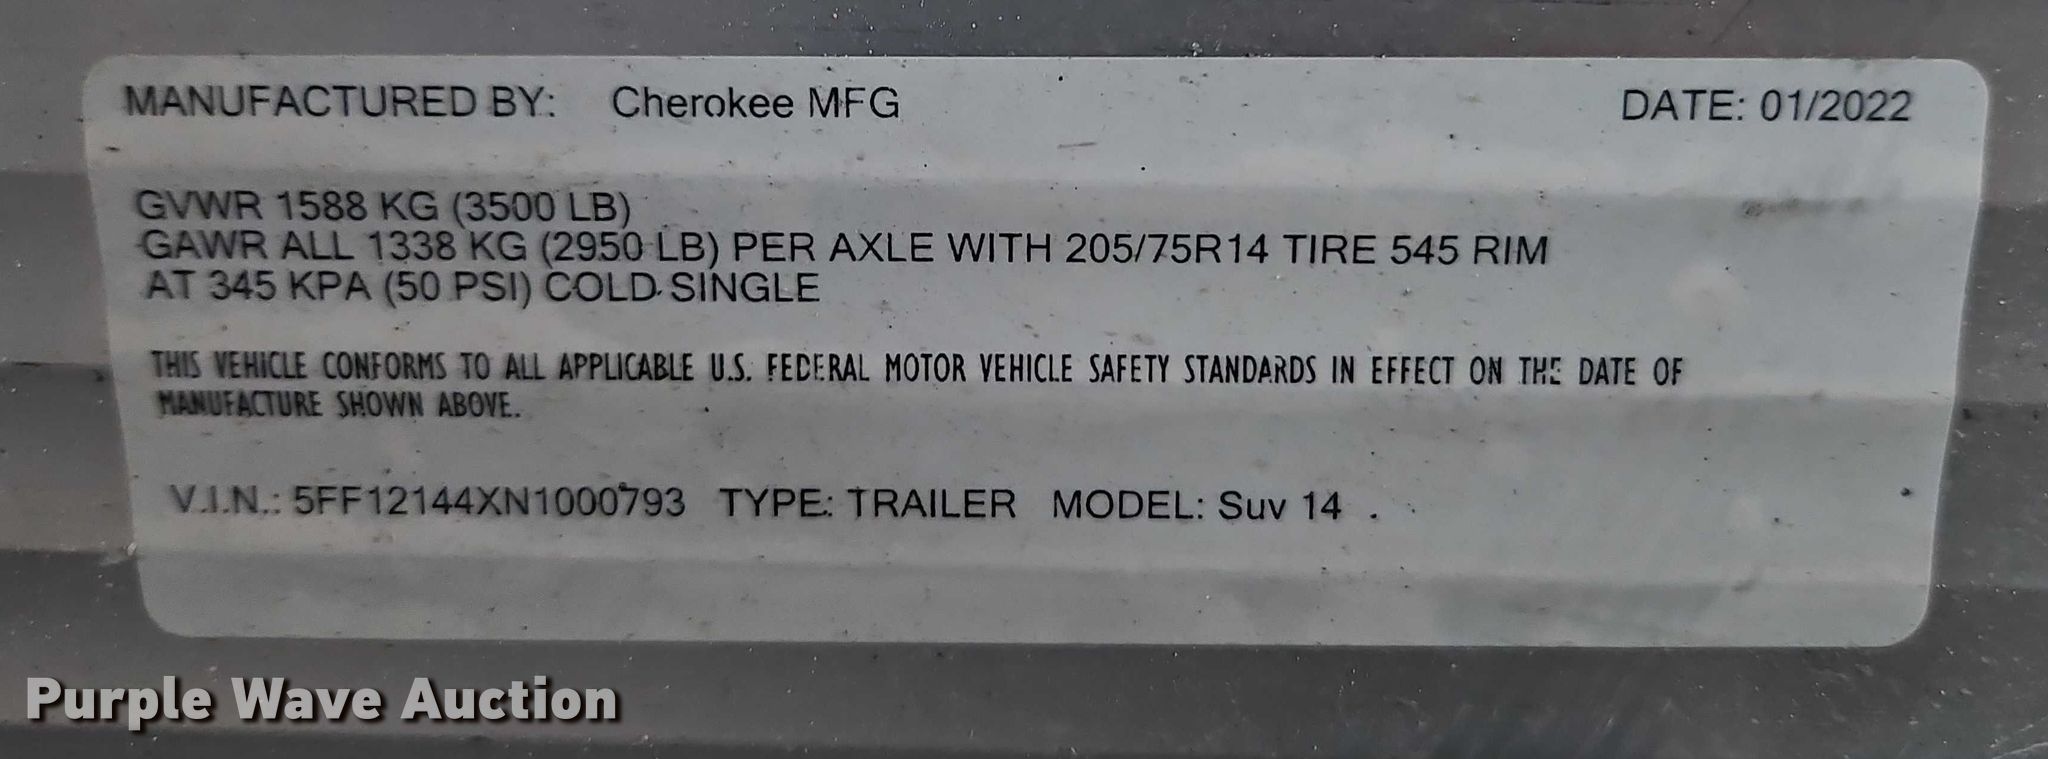 MANUFACTURED BY: Cherokee MFG DATE: 01/2022
GVWR 1588 KG (3500 LB)
GAWR ALL 1338 KG (2950 LB) PER AXLE WITH 205/75R14 TIRE 545 RIM
AT 345 KPA (50 PSI) COLD SINGLE
THIS VEHICLE CONFORMS TO ALL APPLICABLE U.S. FEDERAL MOTOR VEHICLE SAFETY STANDARDS IN EFFECT ON THE DATE OF
MANUFACTURE SHOWN ABOVE.
V.I.N.: 5FF12144XN1000793 TYPE: TRAILER MODEL: Suv 14 .
Purple Wave Auction